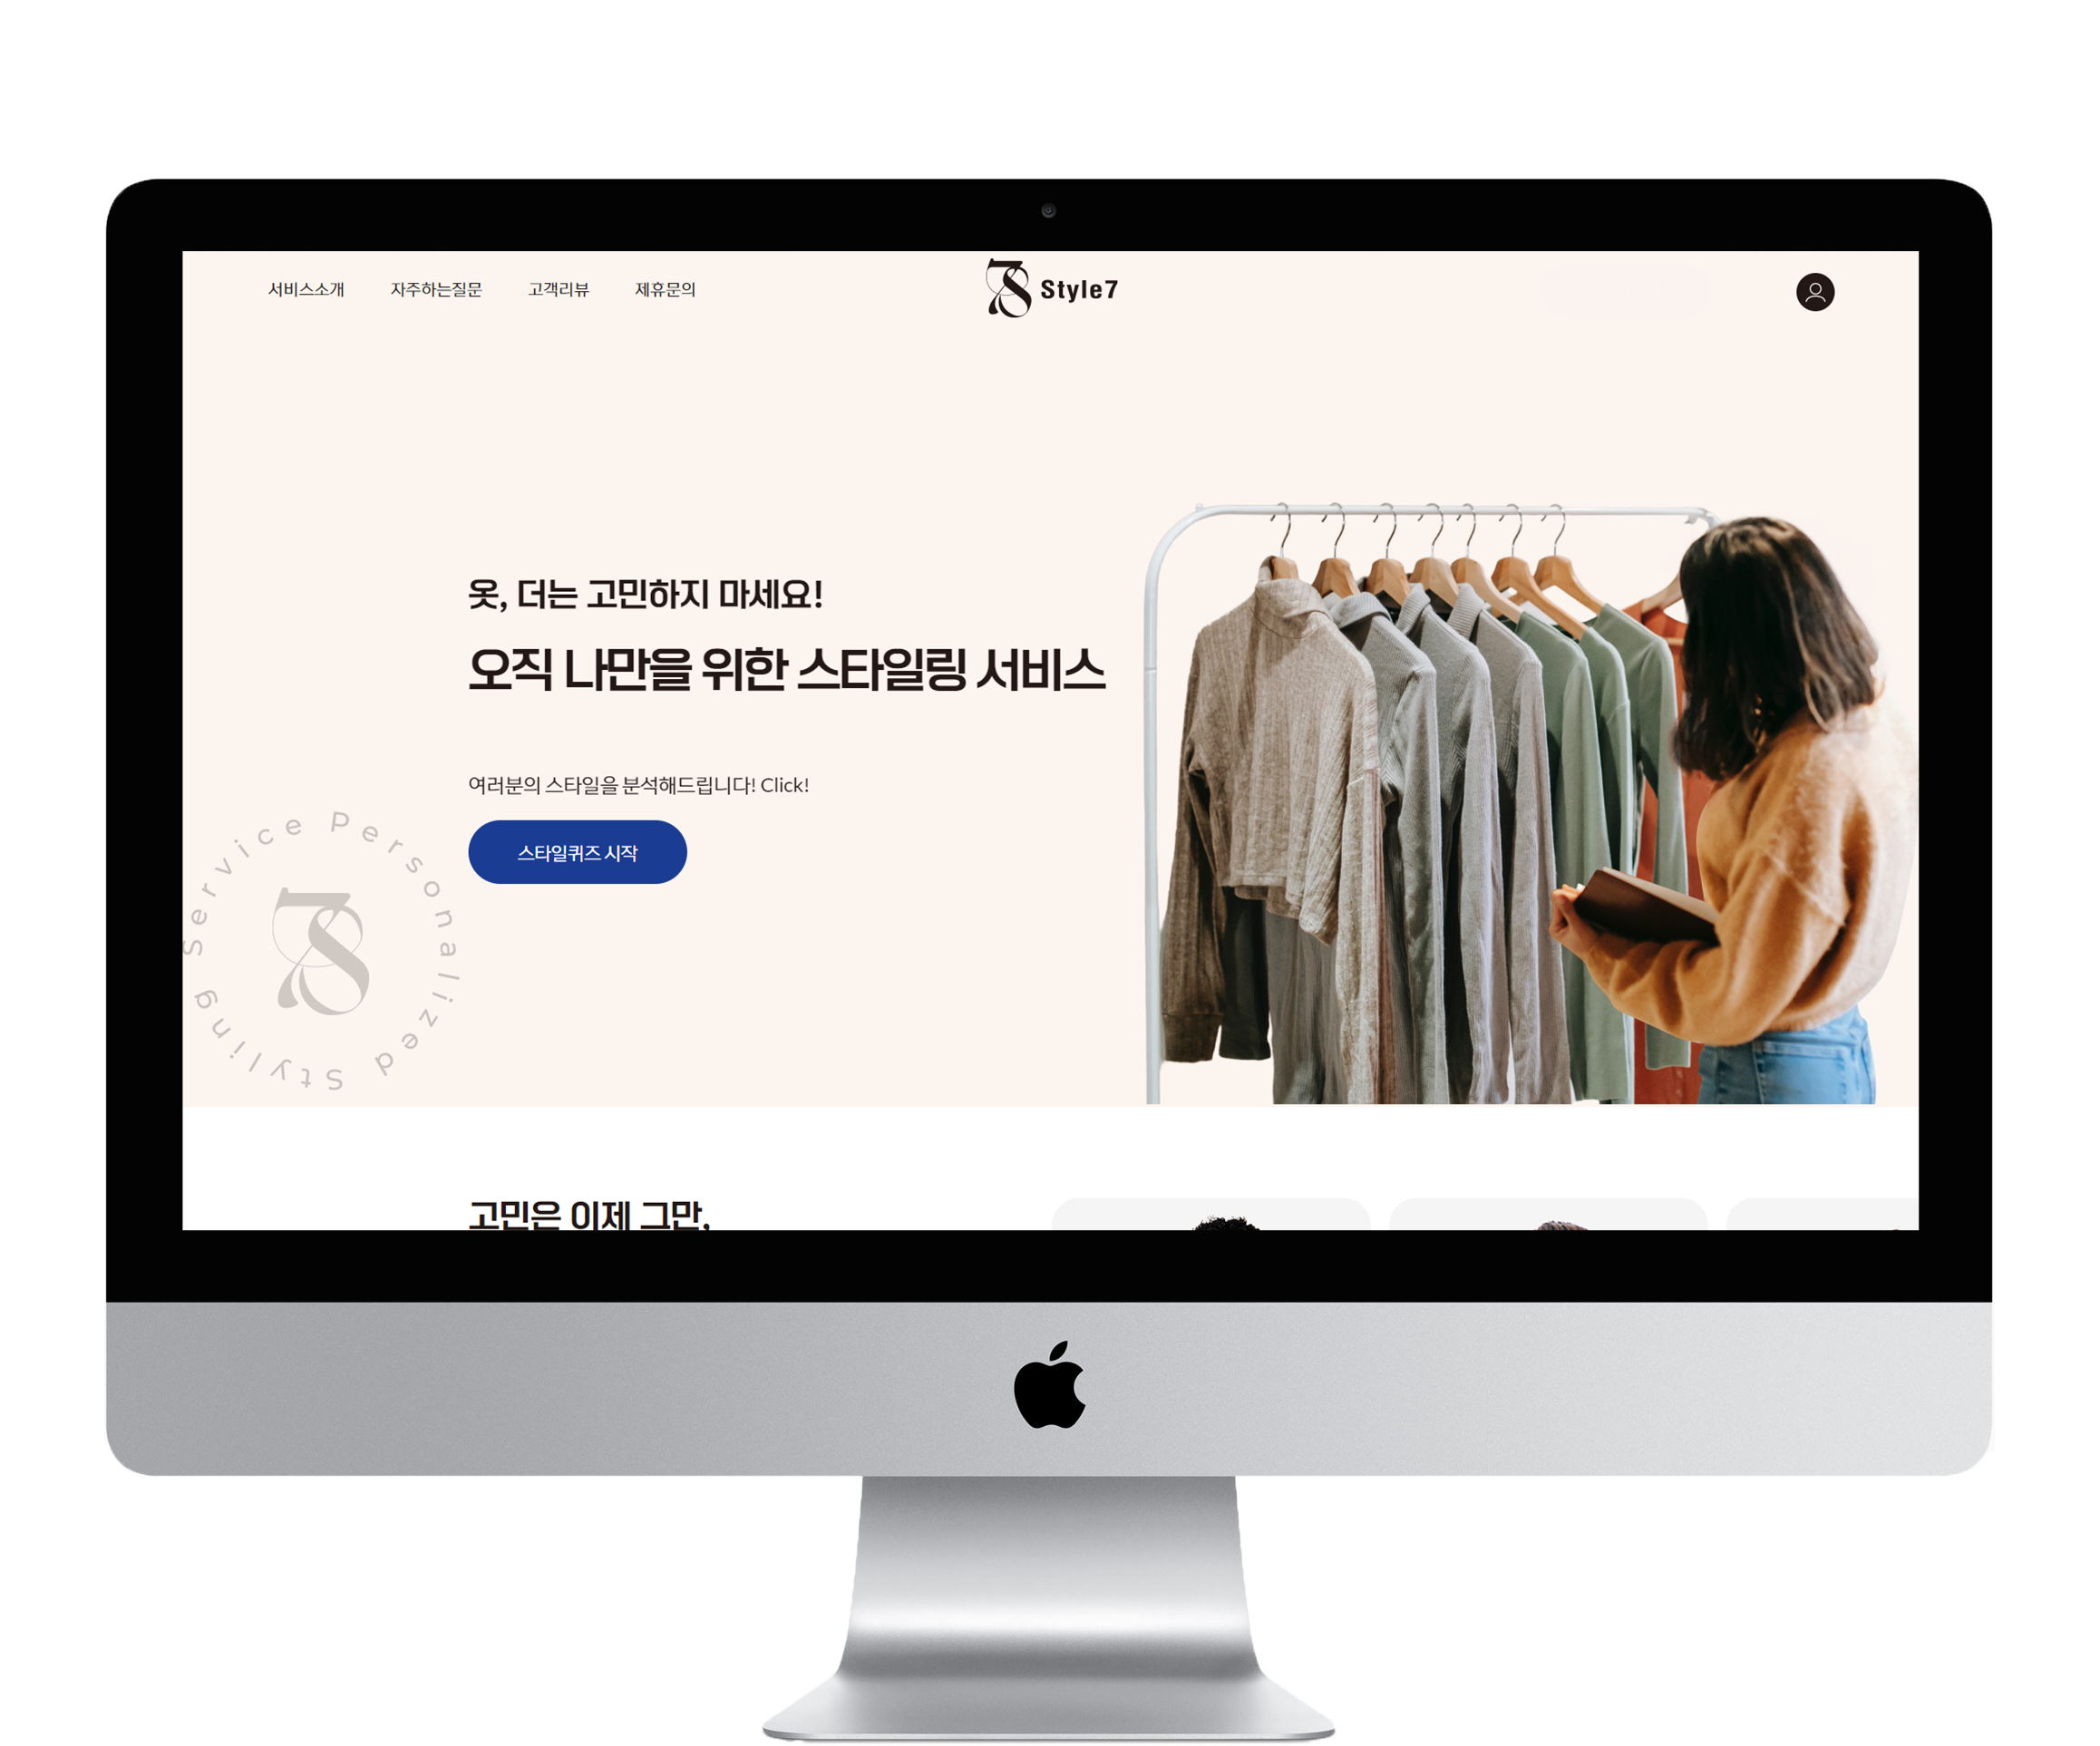 서비스소개 자주하는질문 고객리뷰 제휴문의
Style7
옷, 더는 고민하지 마세요!
오직 나만을 위한 스타일링 서비스
여러분의 스타일을 분석해드립니다! Click!
스타일퀴즈 시작
Personalized Styling Service
고민은 이제 그만,